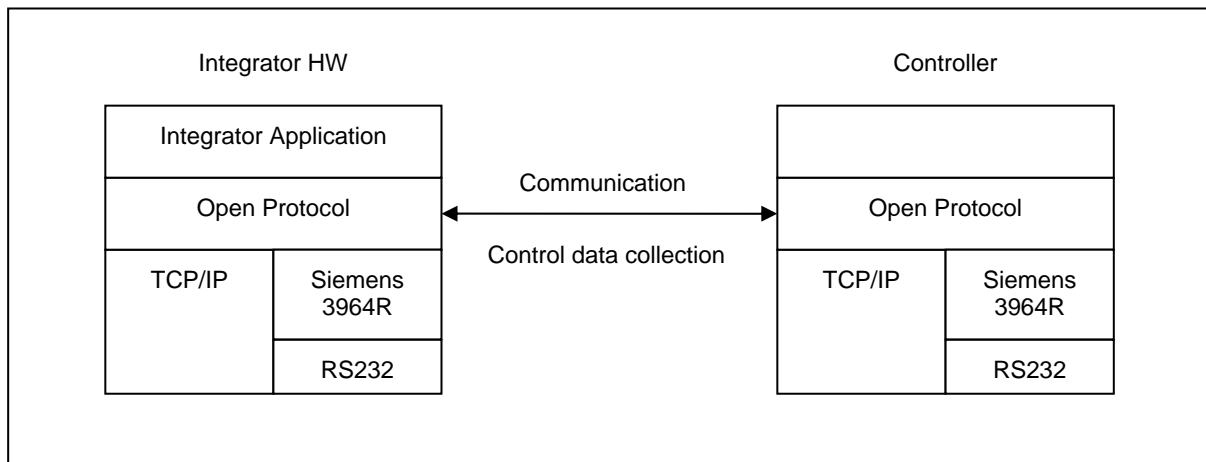 Integrator HW
Controller
Integrator Application
Communication
Open Protocol
Open Protocol
Control data collection
TCP/IP
Siemens
3964R
RS232
TCP/IP
Siemens
3964R
RS232